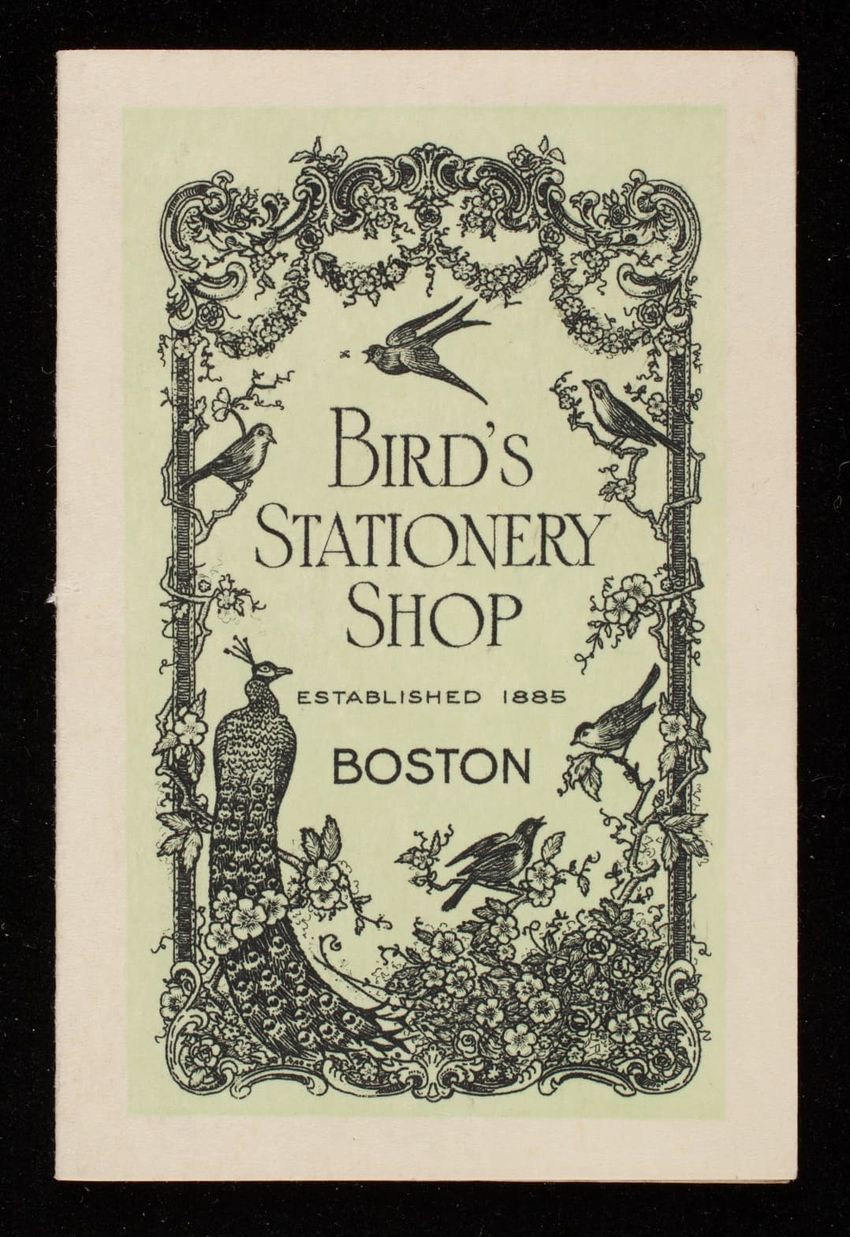 BIRD'S
STATIONERY
SHOP
ESTABLISHED 1885
BOSTON